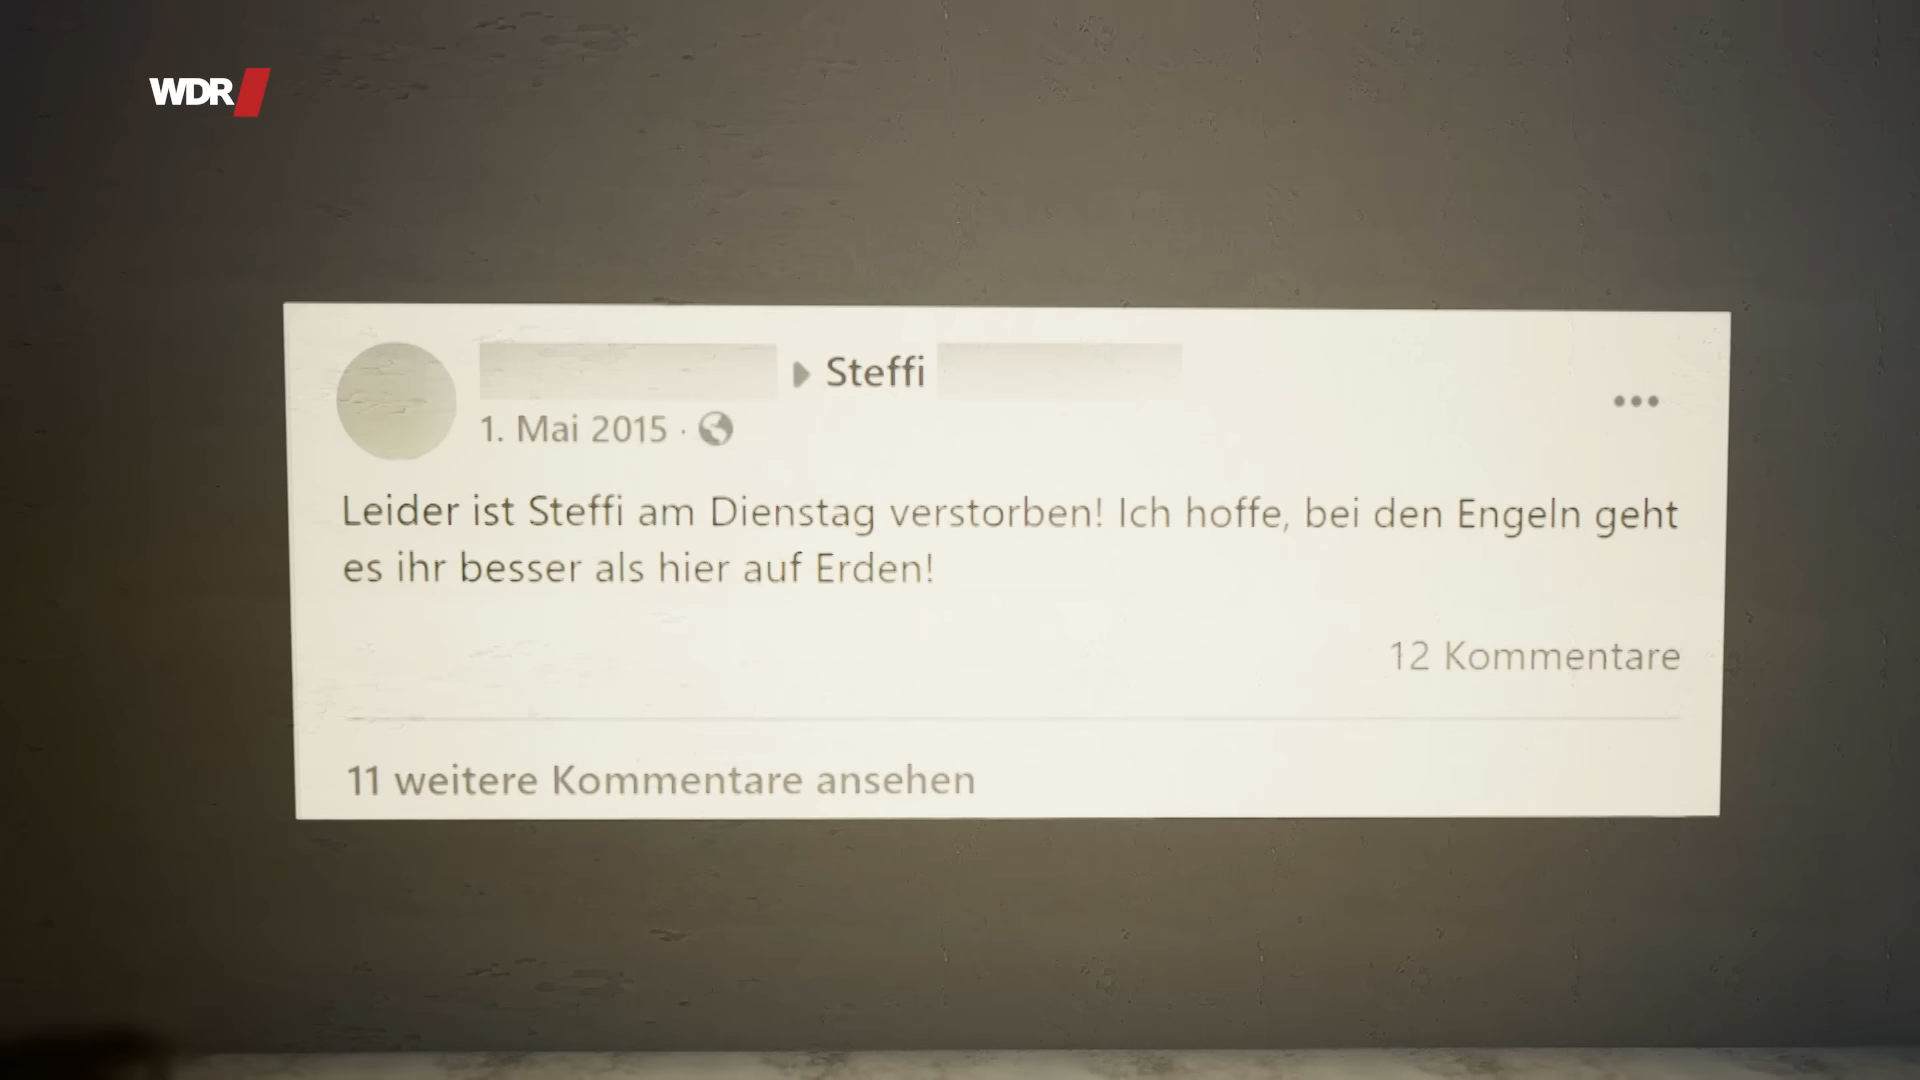 WDR
Steffi
1. Mai 2015 ·
Leider ist Steffi am Dienstag verstorben! Ich hoffe, bei den Engeln geht
es ihr besser als hier auf Erden!
12 Kommentare
11 weitere Kommentare ansehen